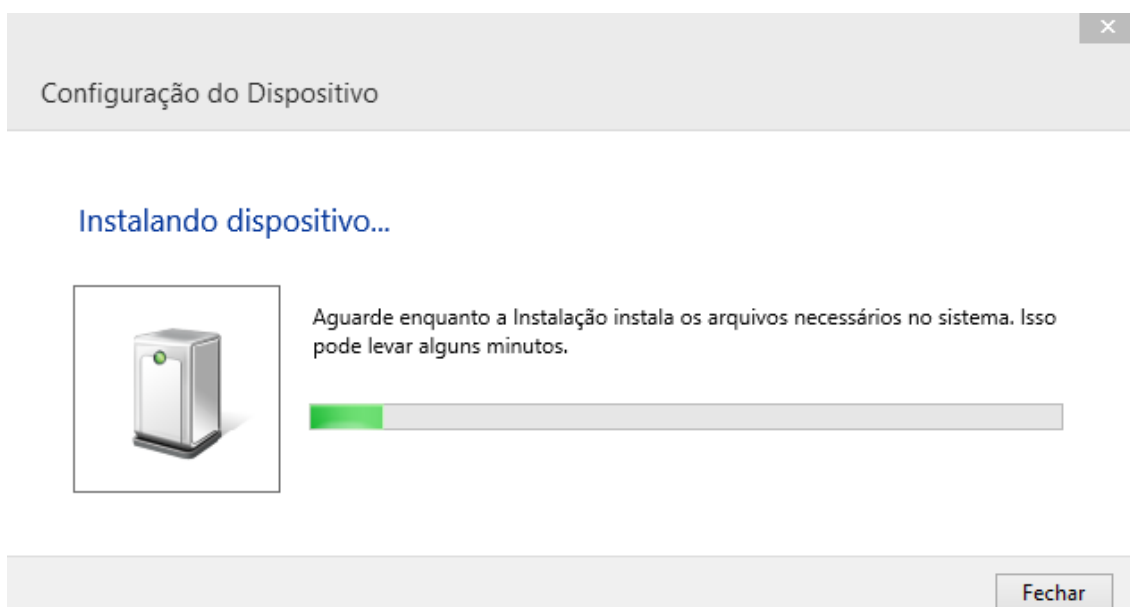 Configuração do Dispositivo
Instalando dispositivo...
Aguarde enquanto a Instalação instala os arquivos necessários no sistema. Isso
pode levar alguns minutos.
Fechar